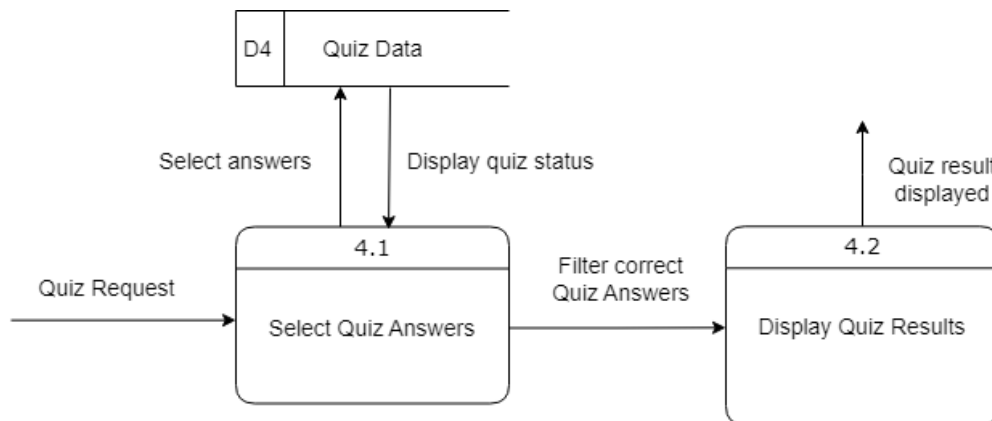 D4
Quiz Data
Select answers
Display quiz status
Quiz result
displayed
4.1
4.2
Quiz Request
Filter correct
Quiz Answers
Select Quiz Answers
Display Quiz Results